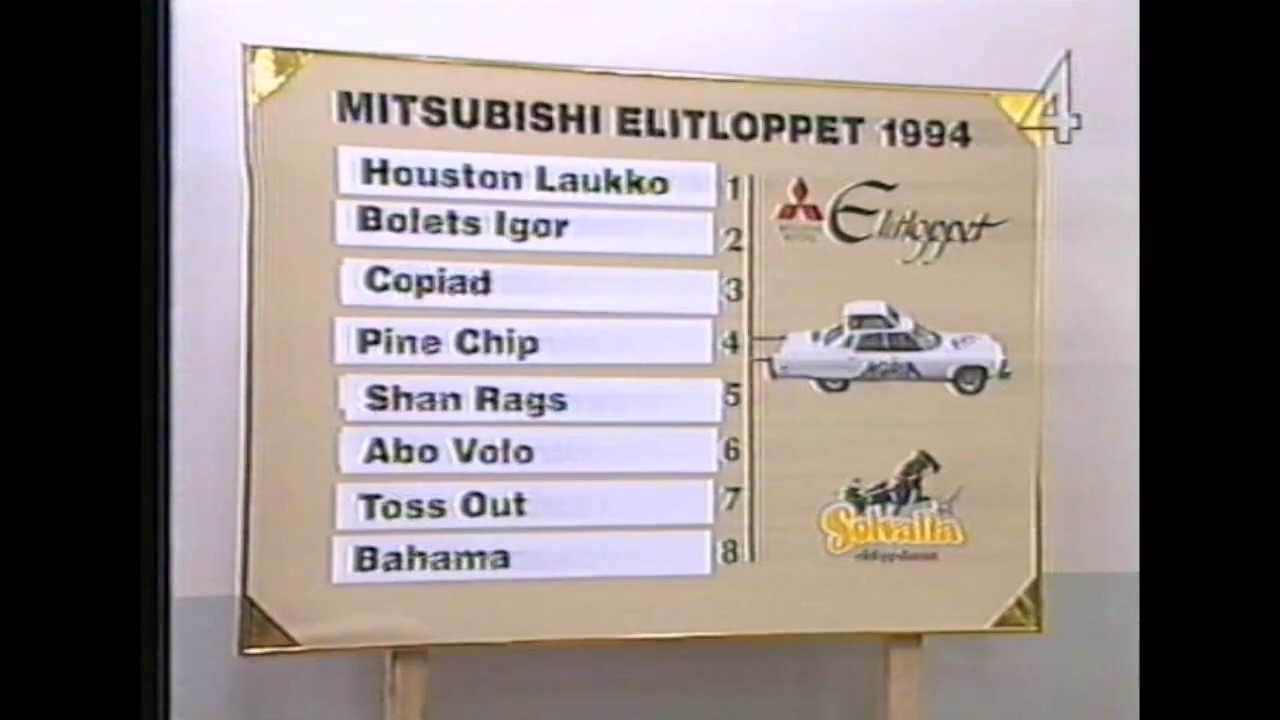 4
MITSUBISHI ELITLOPPET 1994
Houston Laukko 1
Bolets Igor 2
Copiad 3
Pine Chip 4
Shan Rags 5
Abo Volo 6
Toss Out 7
Bahama 8
Elitloppet
AGRIA
Solvalla